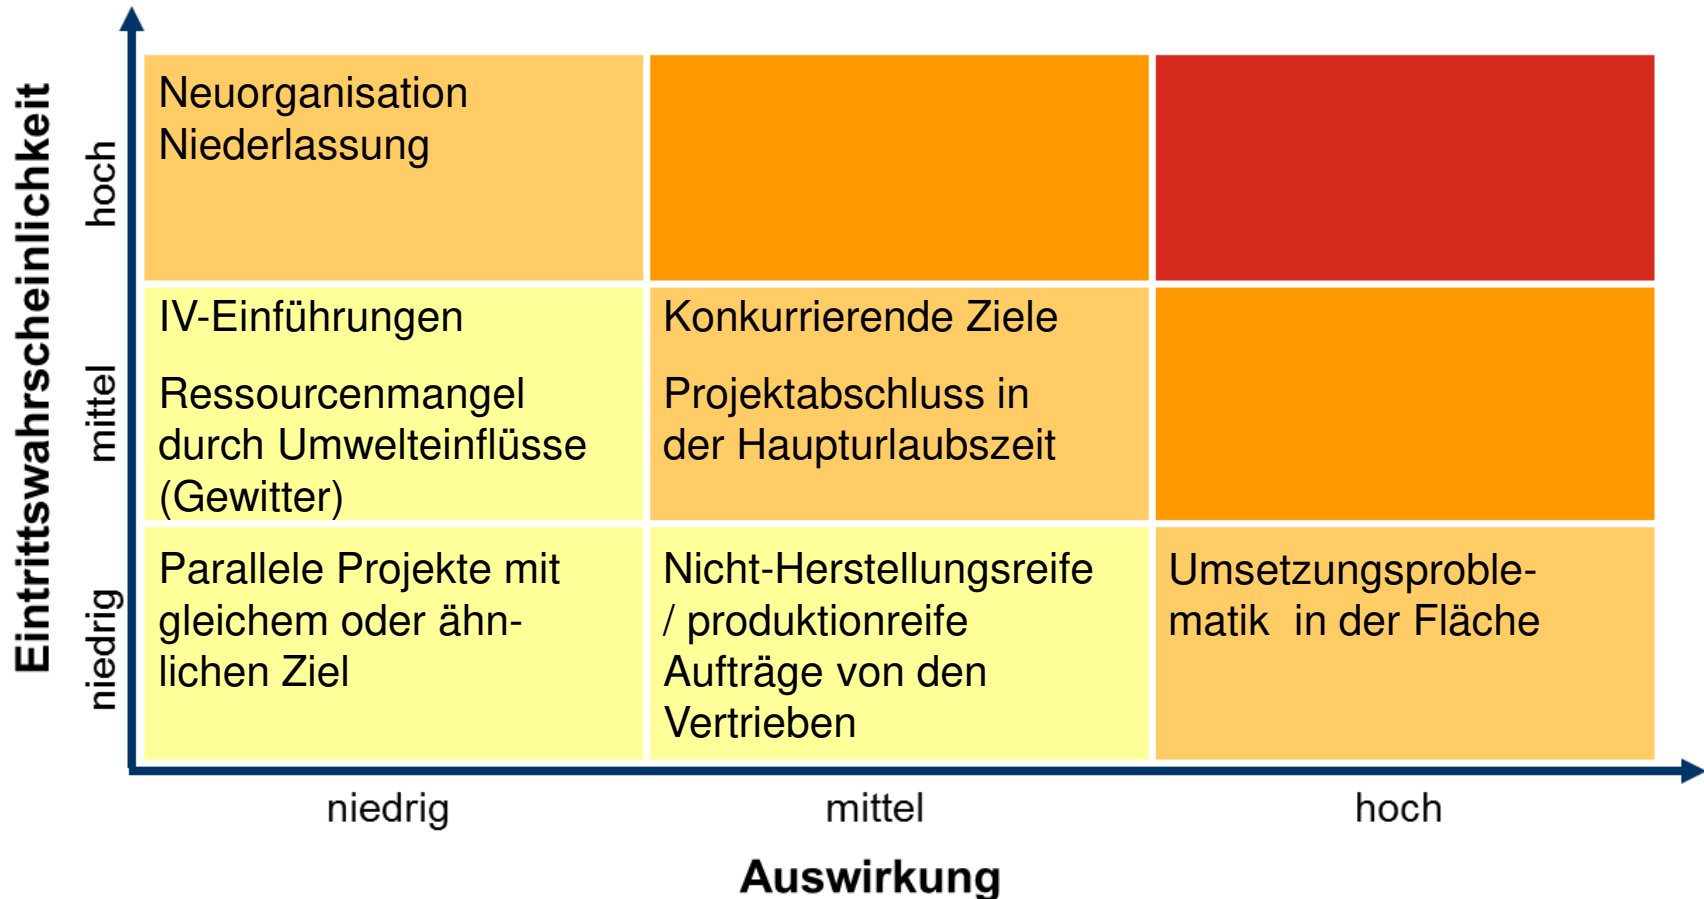 Eintrittswahrscheinlichkeit
hoch
Neuorganisation
Niederlassung
mittel
IV-Einführungen
Ressourcenmangel
durch Umwelteinflüsse
(Gewitter)
Konkurrierende Ziele
Projektabschluss in
der Haupturlaubszeit
niedrig
Parallele Projekte mit
gleichem oder ähn-
lichen Ziel
Nicht-Herstellungsreife
/ produktionreife
Aufträge von den
Vertrieben
Umsetzungsproble-
matik  in der Fläche
niedrig
mittel
hoch
Auswirkung